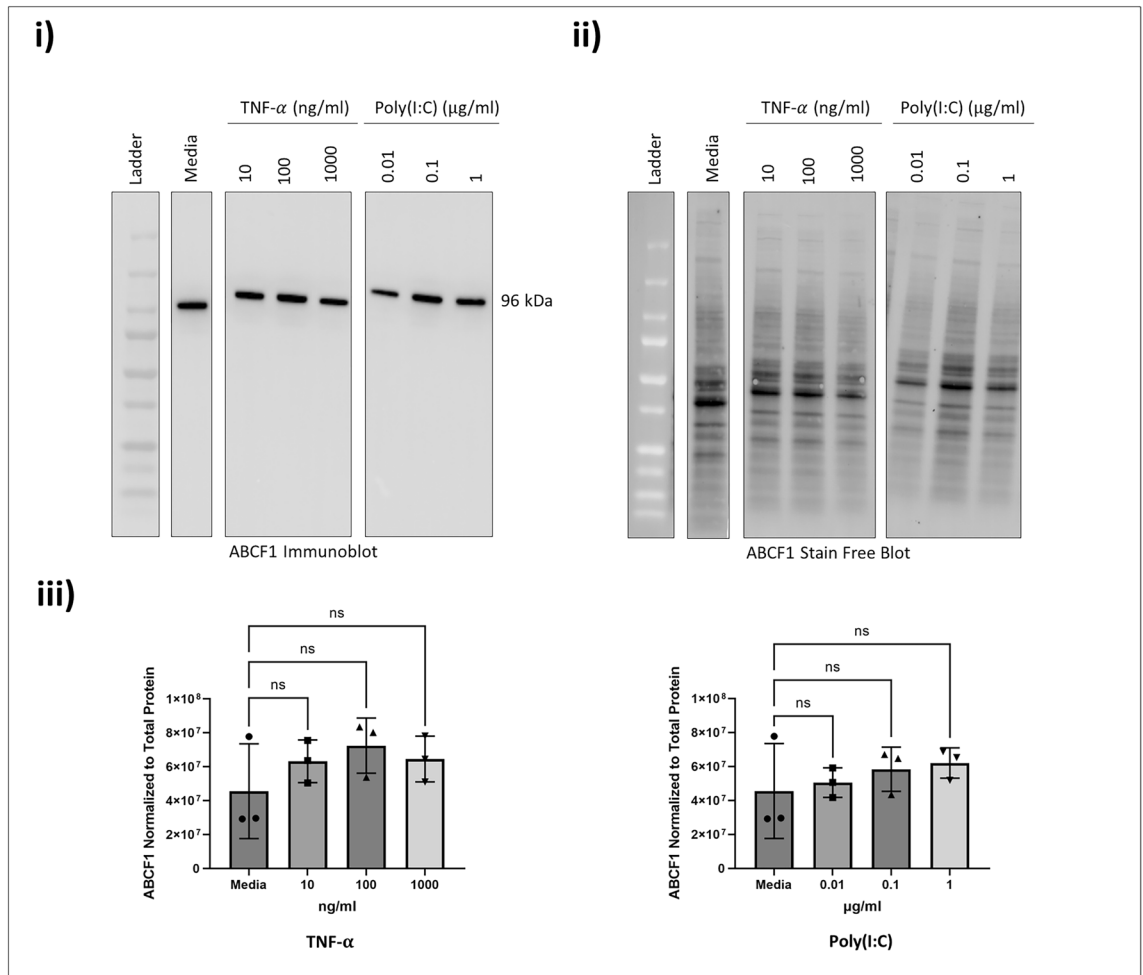 i)
TNF-α (ng/ml) Poly(I:C) (µg/ml)
Ladder Media 10 100 1000 0.01 0.1 1
96 kDa
ABCF1 Immunoblot
ii)
TNF-α (ng/ml) Poly(I:C) (µg/ml)
Ladder Media 10 100 1000 0.01 0.1 1
ABCF1 Stain Free Blot
iii)
ABCF1 Normalized to Total Protein
1×10⁸
8×10⁷
6×10⁷
4×10⁷
2×10⁷
0
ns
ns
ns
Media 10 100 1000
ng/ml
TNF-α
ABCF1 Normalized to Total Protein
1×10⁸
8×10⁷
6×10⁷
4×10⁷
2×10⁷
0
ns
ns
ns
Media 0.01 0.1 1
µg/ml
Poly(I:C)